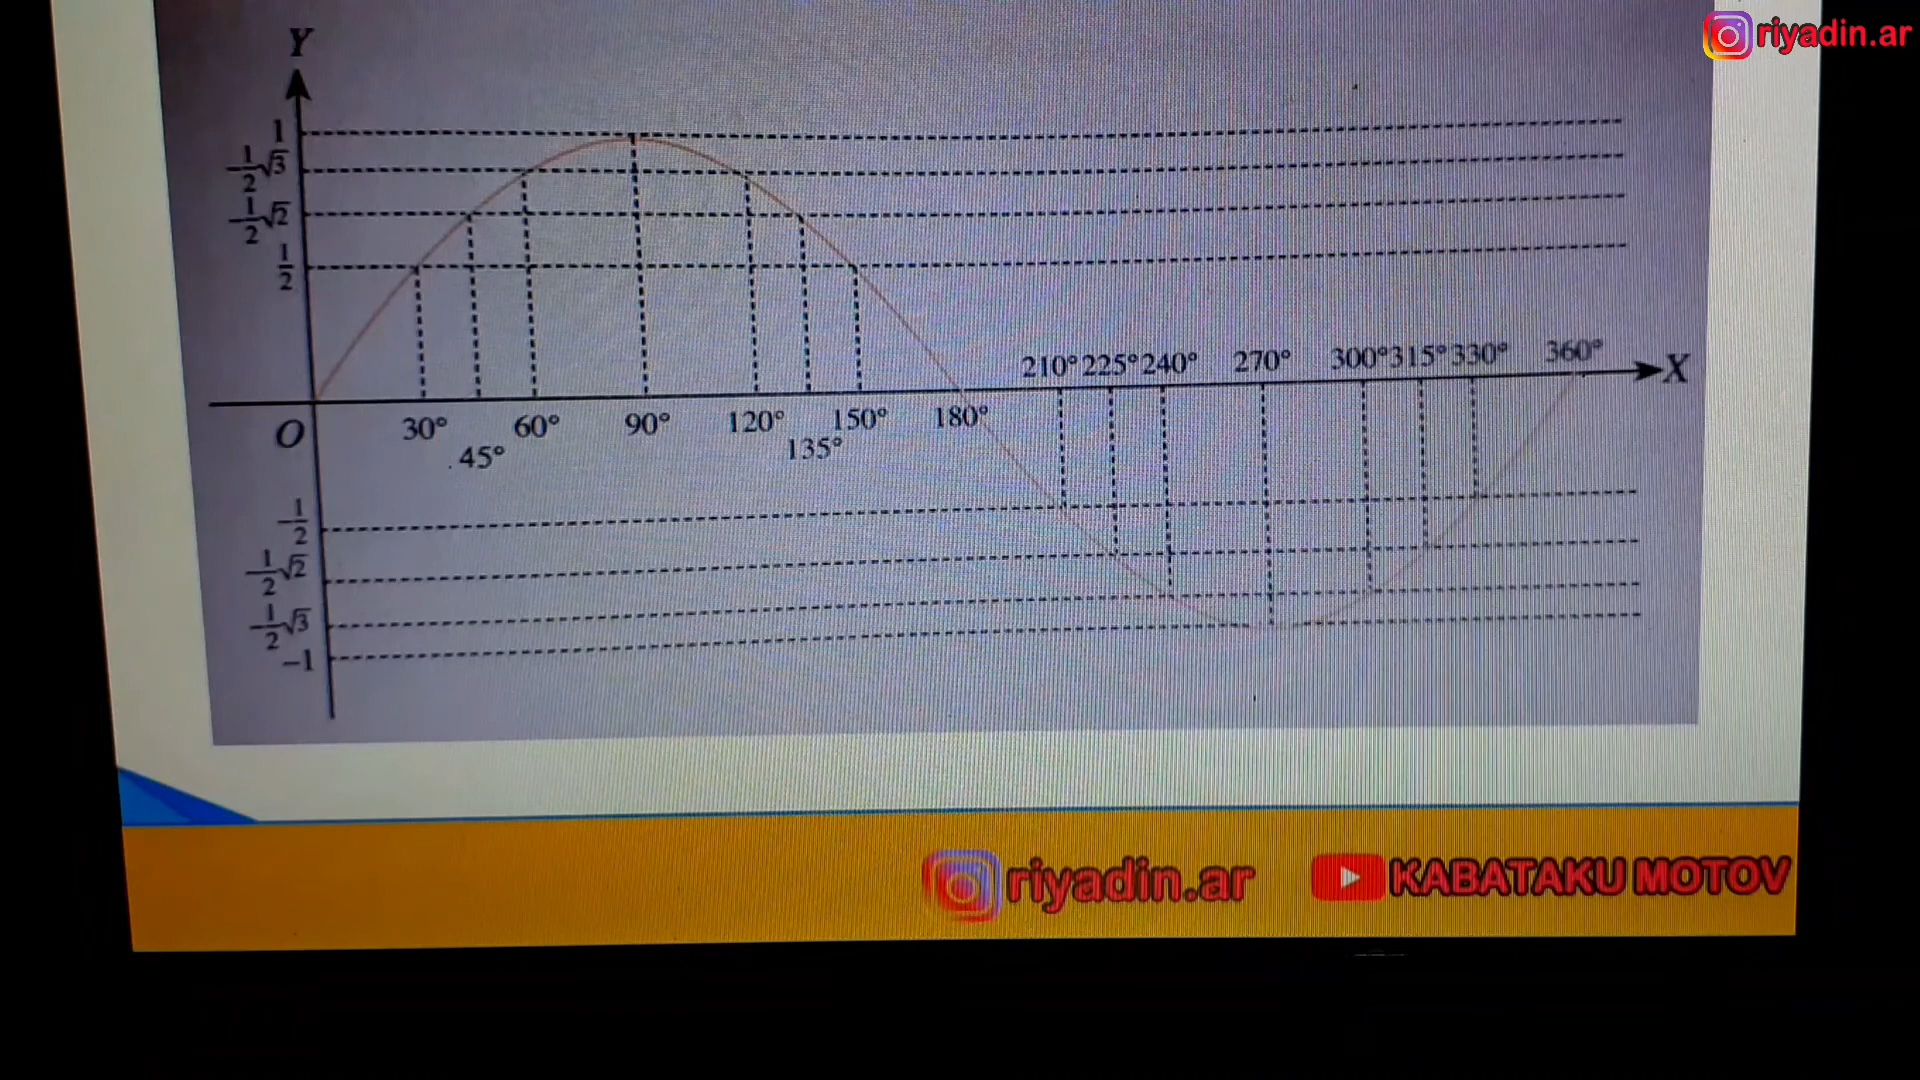 riyadin.ar
Y
1
-1/2√3
-1/2√2
1/2
210° 225° 240° 270° 300° 315° 330° 360° X
O 30° 60° 90° 120° 150° 180°
45° 135°
-1/2
-1/2√2
-1/2√3
-1
riyadin.ar KABATAKU MOTOV